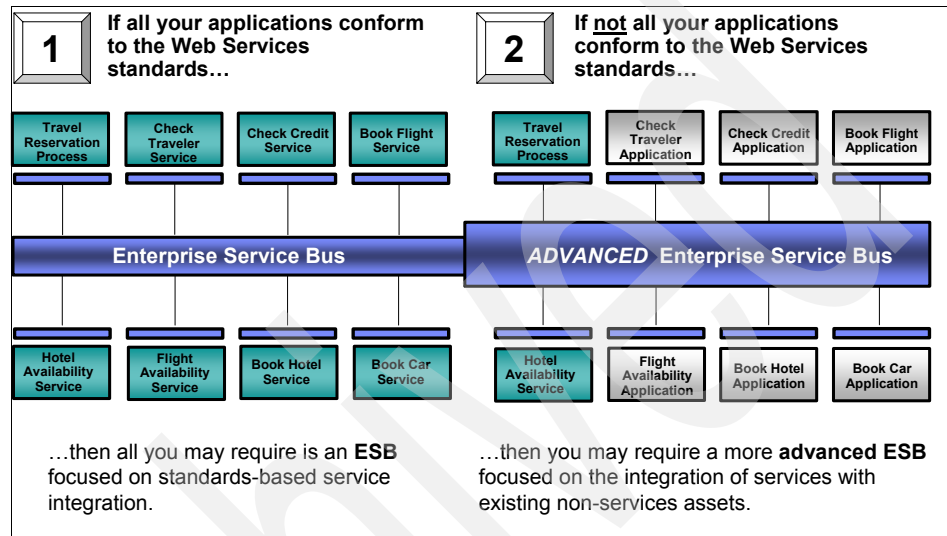 1
If all your applications conform
to the Web Services
standards…
2
If not all your applications
conform to the Web Services
standards…
Travel
Reservation
Process
Check
Traveler
Service
Check Credit
Service
Book Flight
Service
Travel
Reservation
Process
Check
Traveler
Application
Check Credit
Application
Book Flight
Application
Enterprise Service Bus
ADVANCED Enterprise Service Bus
Hotel
Availability
Service
Flight
Availability
Service
Book Hotel
Service
Book Car
Service
Hotel
Availability
Service
Flight
Availability
Application
Book Hotel
Application
Book Car
Application
…then all you may require is an ESB
focused on standards-based service
integration.
…then you may require a more advanced ESB
focused on the integration of services with
existing non-services assets.